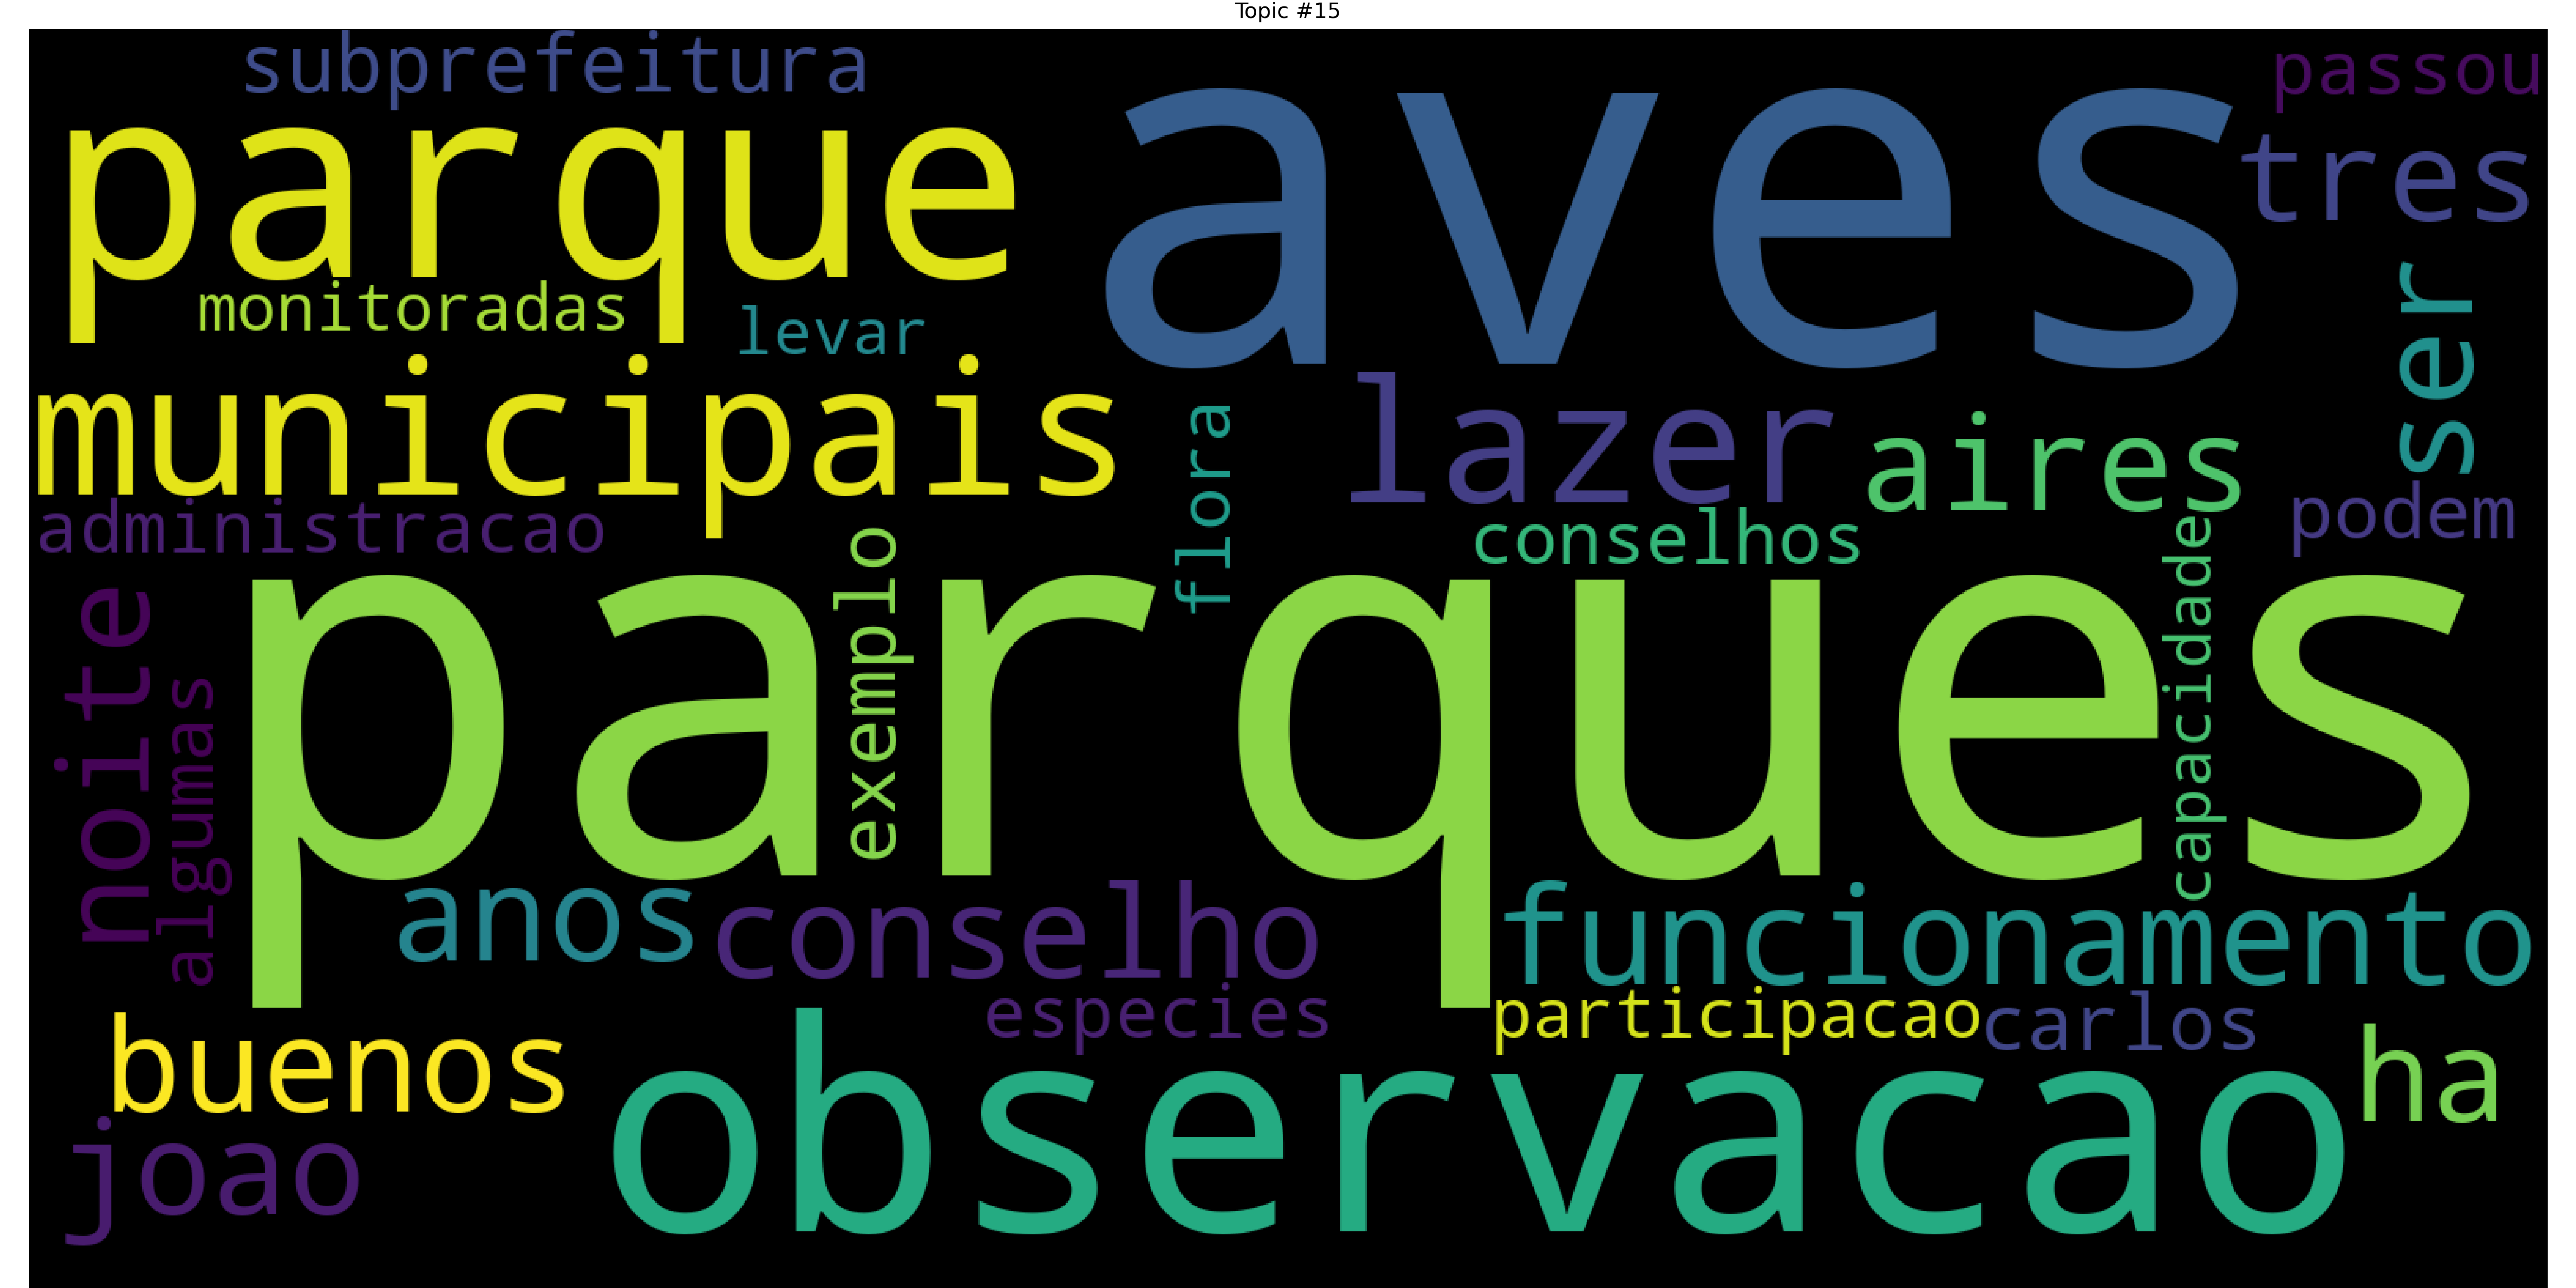 Topic #15
subprefeitura
passou
parque
aves
tres
monitoradas
levar
ser
municipais
flora
lazer
aires
administracao
conselhos
podem
noite
algumas
parques
exemplo
capacidade
anos
conselho
funcionamento
especies
participacao
carlos
buenos
observacao
ha
joao